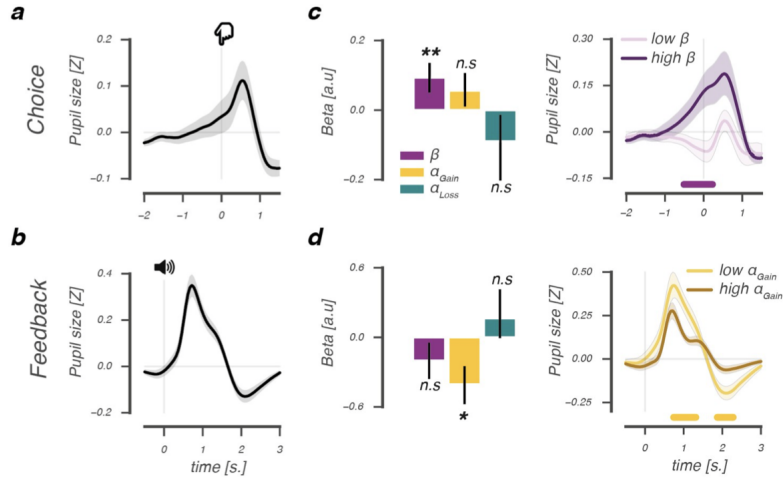 a
Choice
Pupil size [Z]
0.2
0.1
0.0
-0.1
-2
-1
0
1
c
Beta [a.u]
0.2
0.0
-0.2
**
n.s
n.s
β
αGain
αLoss
Pupil size [Z]
0.30
0.15
0.00
-0.15
low β
high β
-2
-1
0
1
b
Feedback
Pupil size [Z]
0.4
0.2
0.0
-0.2
0
1
2
3
time [s.]
d
Beta [a.u]
0.6
0.0
-0.6
n.s
*
n.s
Pupil size [Z]
0.50
0.25
0.00
-0.25
low αGain
high αGain
0
1
2
3
time [s.]